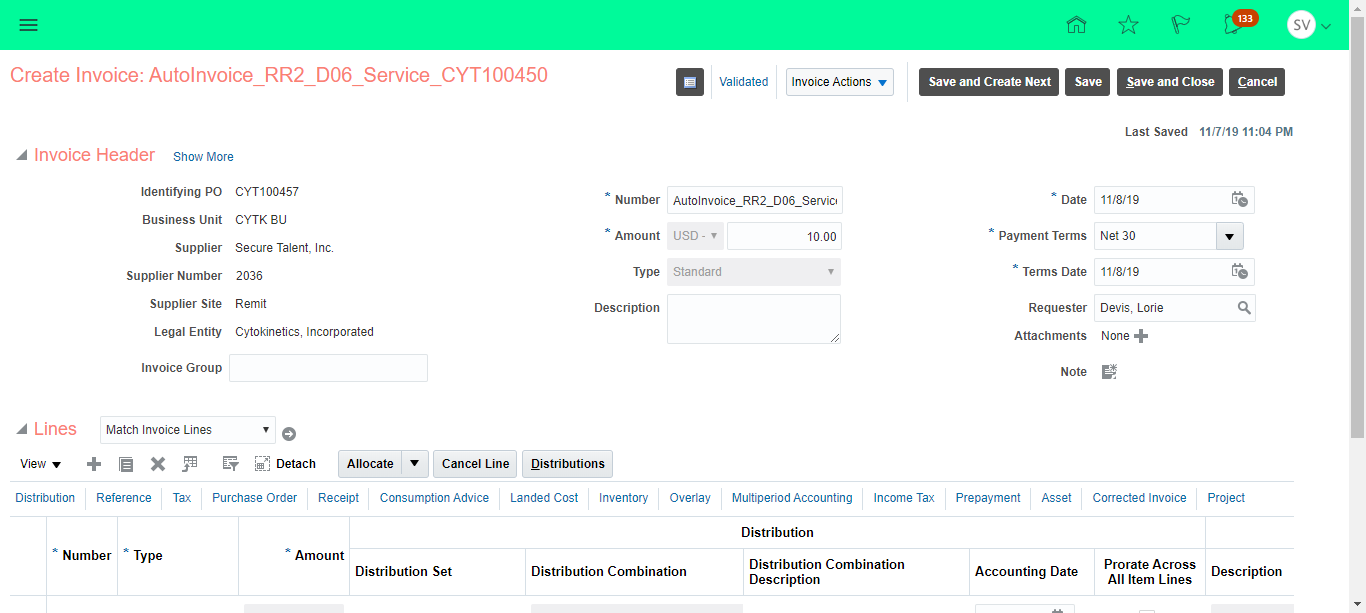 133
SV
Create Invoice: AutoInvoice_RR2_D06_Service_CYT100450
Validated
Invoice Actions
Save and Create Next
Save
Save and Close
Cancel
Last Saved 11/7/19 11:04 PM
Invoice Header Show More
Identifying PO CYT100457
Business Unit CYTK BU
Supplier Secure Talent, Inc.
Supplier Number 2036
Supplier Site Remit
Legal Entity Cytokinetics, Incorporated
Invoice Group
* Number AutoInvoice_RR2_D06_Service
* Amount USD - 10.00
Type Standard
Description
* Date 11/8/19
* Payment Terms Net 30
* Terms Date 11/8/19
Requester Devis, Lorie
Attachments None
Note
Lines Match Invoice Lines
View Detach Allocate Cancel Line Distributions
Distribution Reference Tax Purchase Order Receipt Consumption Advice Landed Cost Inventory Overlay Multiperiod Accounting Income Tax Prepayment Asset Corrected Invoice Project
Distribution
* Number * Type * Amount
Distribution Set
Distribution Combination
Distribution Combination
Description
Accounting Date
Prorate Across
All Item Lines
Description